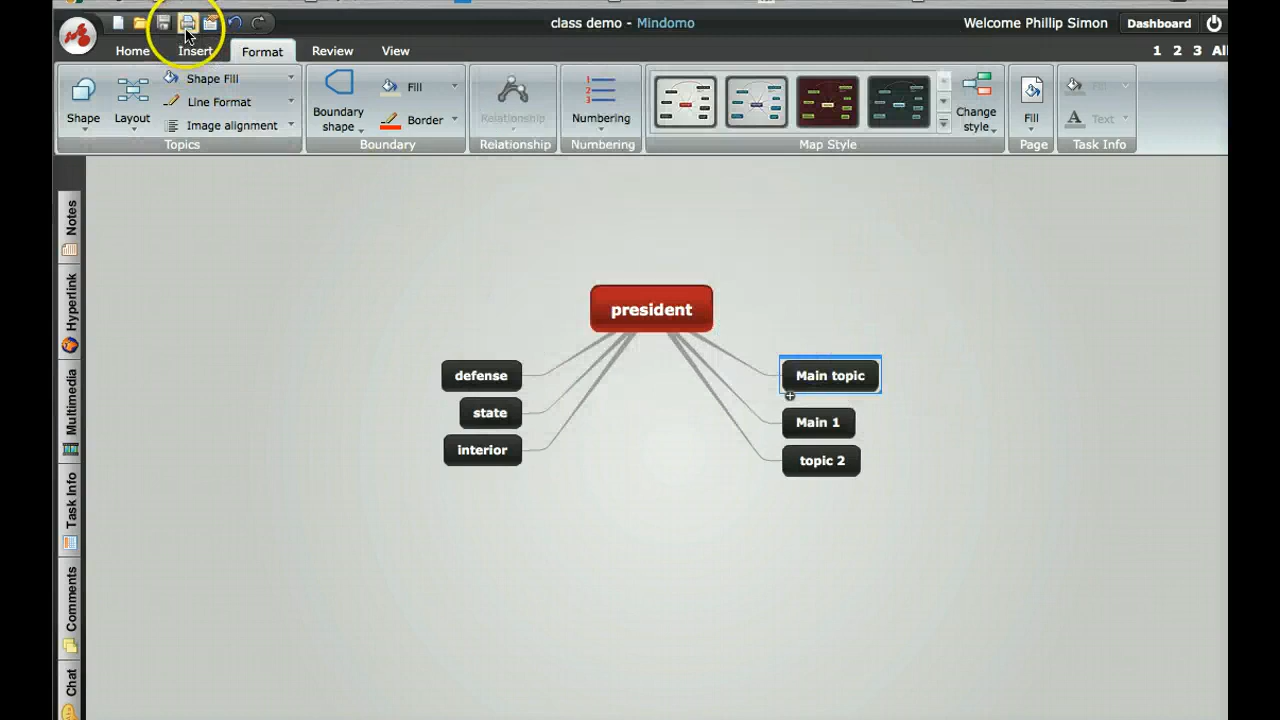 class demo - Mindomo
Welcome Phillip Simon
Dashboard
Home
Insert
Format
Review
View
1 2 3 All
Shape
Layout
Shape Fill
Line Format
Image alignment
Topics
Boundary
shape
Fill
Border
Boundary
Relationship
Relationship
1
2
3
Numbering
Numbering
Change
style
Map Style
Fill
Page
Text
Task Info
Notes
Hyperlink
Multimedia
Task Info
Comments
Chat
president
defense
state
interior
Main topic
Main 1
topic 2